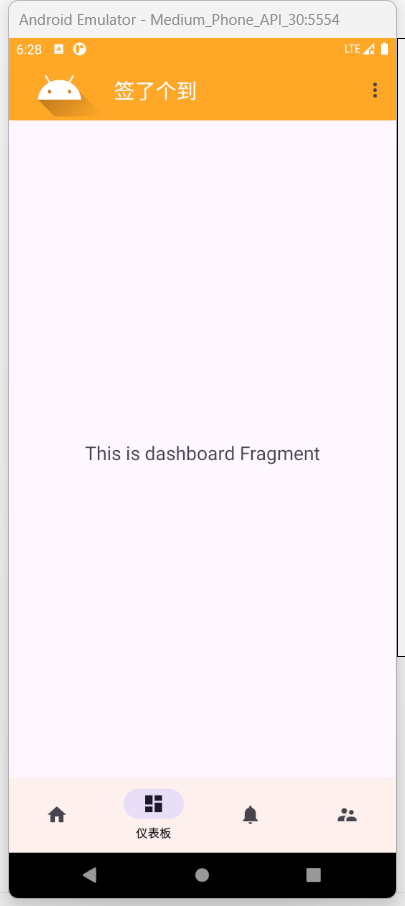 Android Emulator - Medium_Phone_API_30:5554
6:28 A LTE
签了个到
This is dashboard Fragment
仪表板